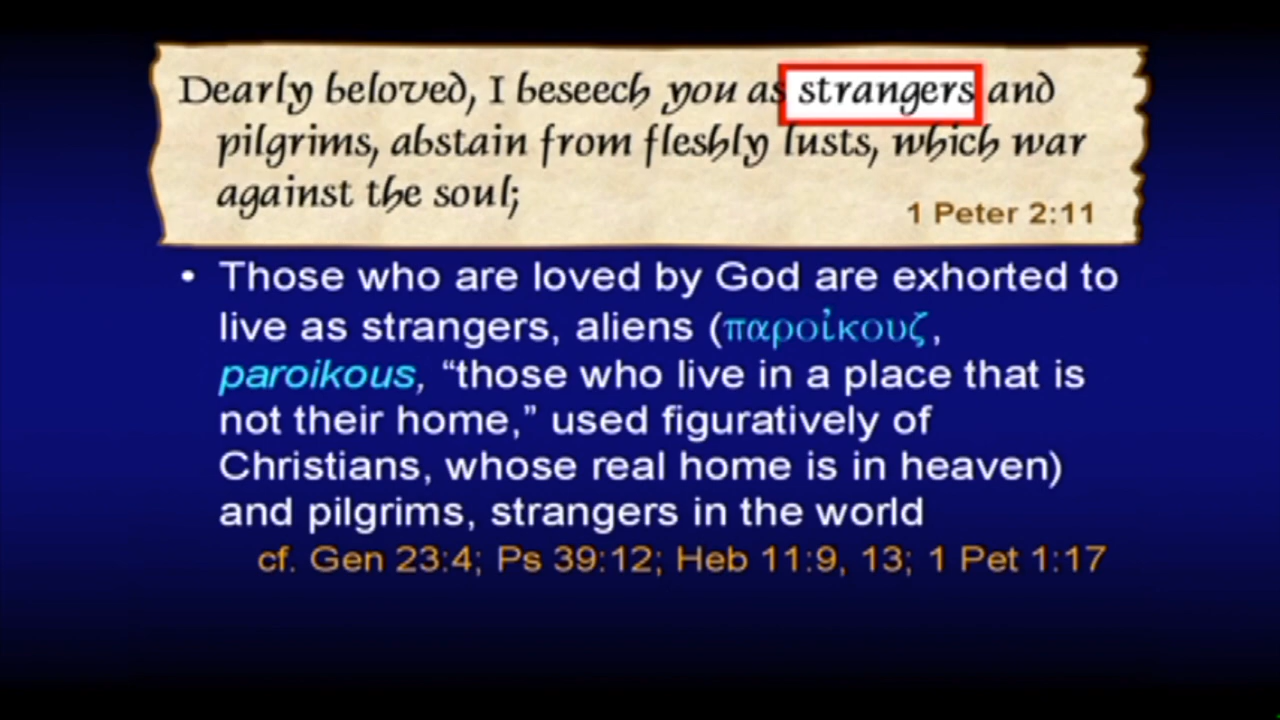 Dearly beloved, I beseech you as strangers and
pilgrims, abstain from fleshly lusts, which war
against the soul;
1 Peter 2:11
• Those who are loved by God are exhorted to
live as strangers, aliens (παροἰκουζ,
paroikous, “those who live in a place that is
not their home,” used figuratively of
Christians, whose real home is in heaven)
and pilgrims, strangers in the world
cf. Gen 23:4; Ps 39:12; Heb 11:9, 13; 1 Pet 1:17